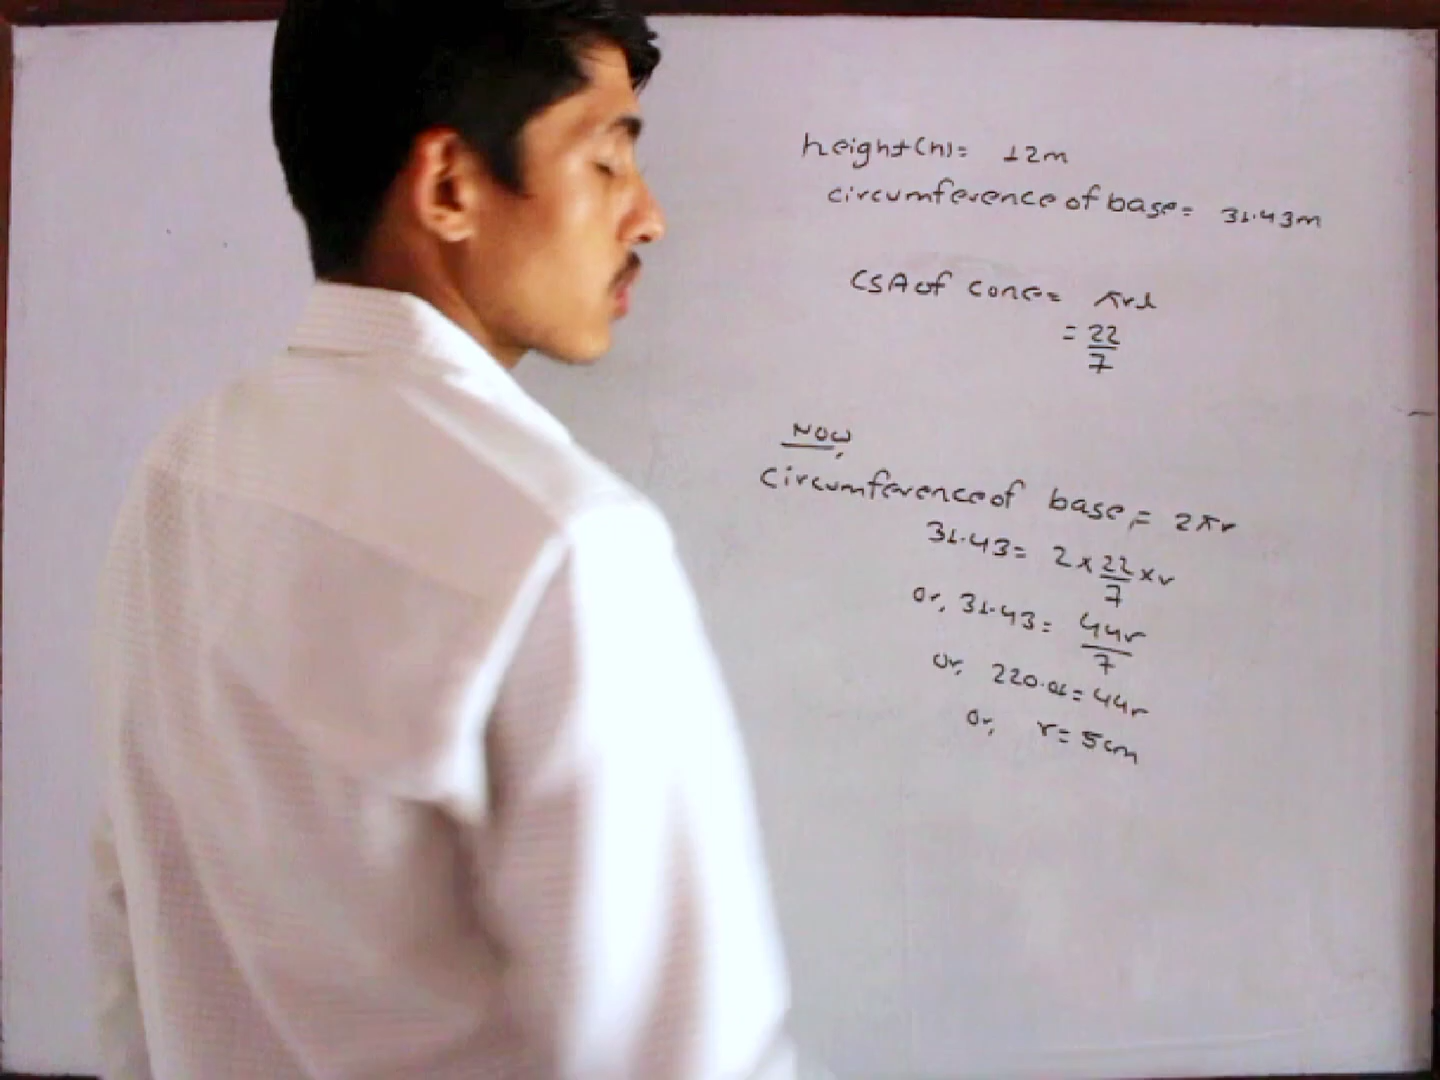 height(h)= 12m
circumference of base= 31.43m
CSA of cone= πrl
= 22/7
Now,
circumference of base,= 2πr
31.43= 2×22/7×r
or, 31.43= 44r/7
or, 220.01=44r
or, r= 5cm